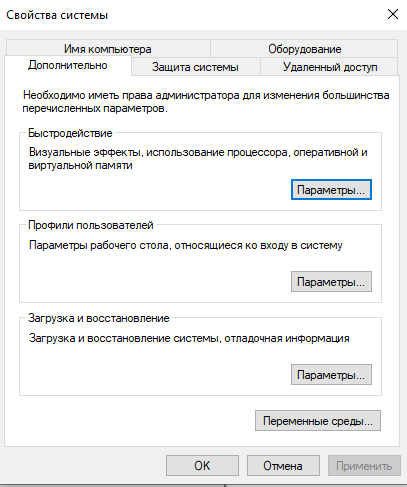 Свойства системы
Имя компьютера
Оборудование
Дополнительно
Защита системы
Удаленный доступ
Необходимо иметь права администратора для изменения большинства
перечисленных параметров.
Быстродействие
Визуальные эффекты, использование процессора, оперативной и
виртуальной памяти
Параметры...
Профили пользователей
Параметры рабочего стола, относящиеся ко входу в систему
Параметры...
Загрузка и восстановление
Загрузка и восстановление системы, отладочная информация
Параметры...
Переменные среды...
ОК
Отмена
Применить